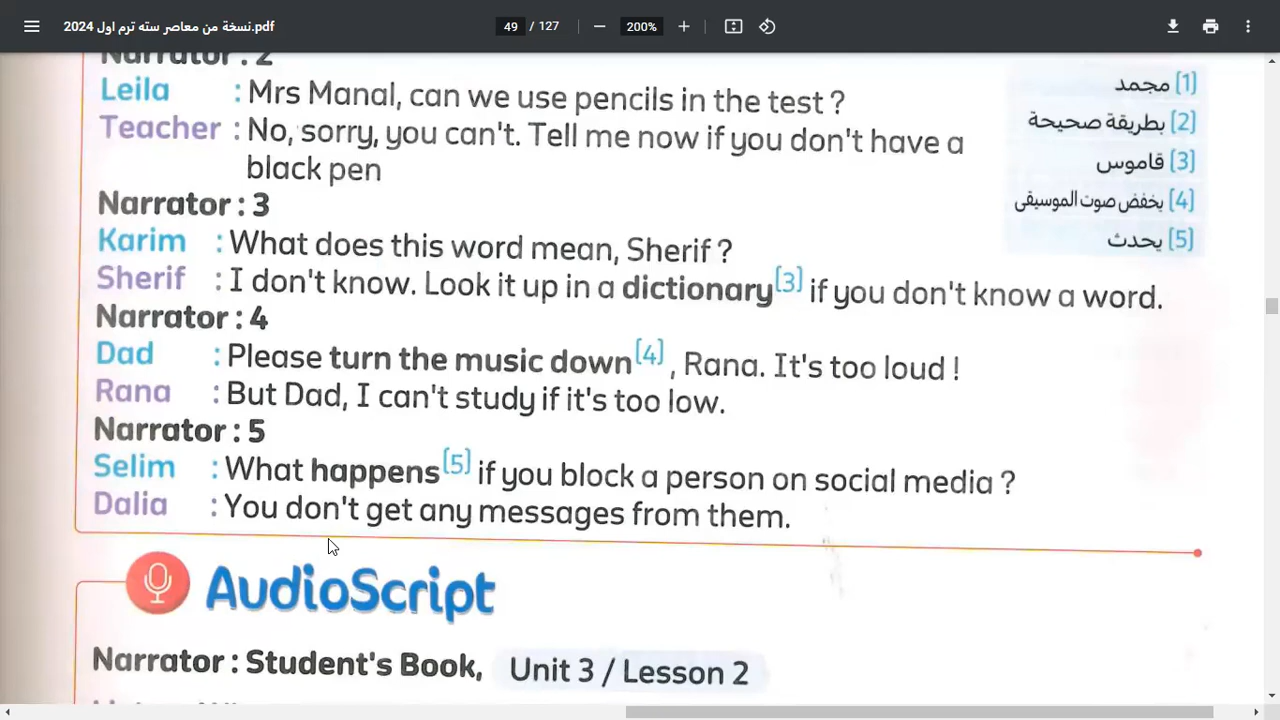 نسخة من معاصر سته ترم اول 2024.pdf
49 / 127
200%
Narrator : 2
Leila : Mrs Manal, can we use pencils in the test ?
Teacher : No, sorry, you can't. Tell me now if you don't have a
black pen
Narrator : 3
Karim : What does this word mean, Sherif ?
Sherif : I don't know. Look it up in a dictionary[3] if you don't know a word.
Narrator : 4
Dad : Please turn the music down[4] , Rana. It's too loud !
Rana : But Dad, I can't study if it's too low.
Narrator : 5
Selim : What happens[5] if you block a person on social media ?
Dalia : You don't get any messages from them.
[1] مجمد
[2] بطريقة صحيحة
[3] قاموس
[4] يخفض صوت الموسيقى
[5] يحدث
AudioScript
Narrator : Student's Book, Unit 3 / Lesson 2